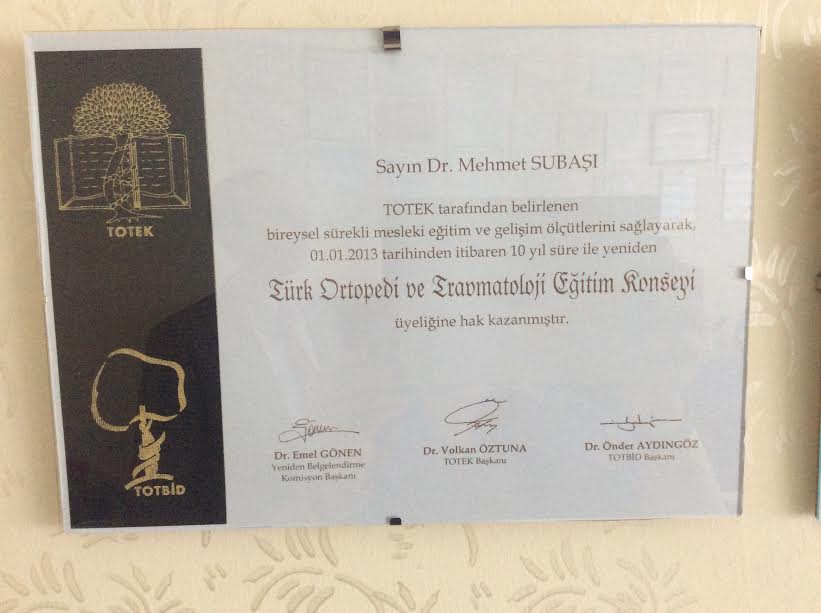 TOTEK
Sayın Dr. Mehmet SUBAŞI
TOTEK tarafından belirlenen
bireysel sürekli mesleki eğitim ve gelişim ölçütlerini sağlayarak,
01.01.2013 tarihinden itibaren 10 yıl süre ile yeniden
Türk Ortopedi ve Travmatoloji Eğitim Konseyi
üyeliğine hak kazanmıştır.
Dr. Emel GÖNEN
Yeniden Belgelendirme
Komisyon Başkanı
Dr. Volkan ÖZTUNA
TOTEK Başkanı
Dr. Önder AYDINGÖZ
TOTBİD Başkanı
TOTBİD